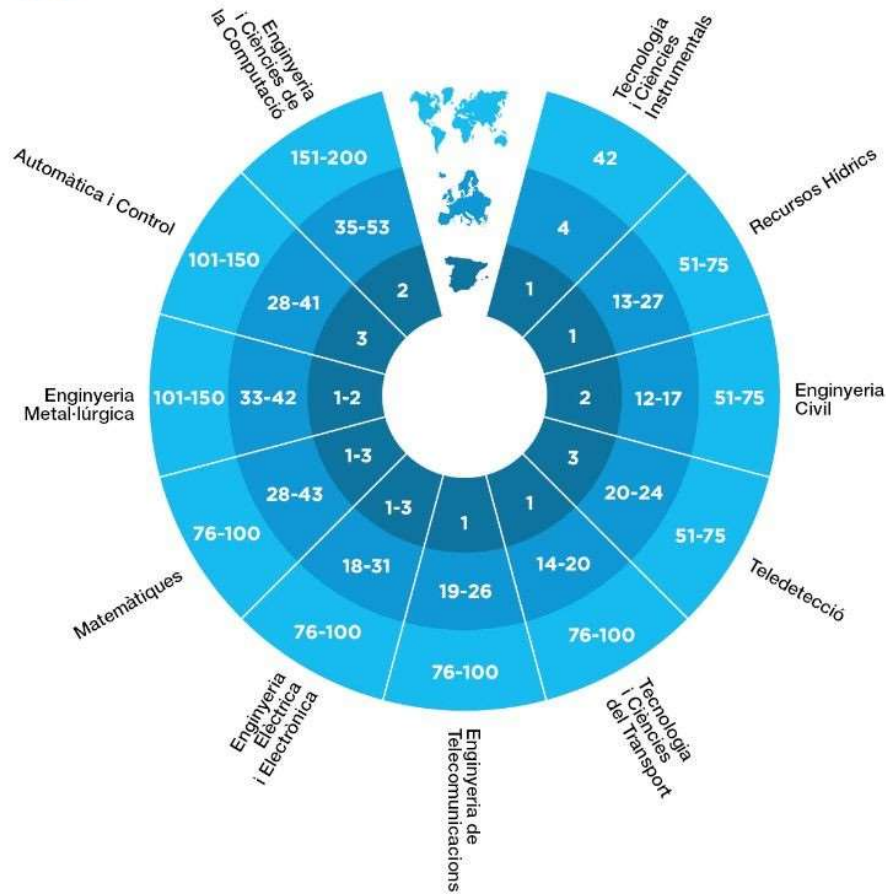 Tecnologia
i Ciències
Instrumentals
42
4
1
Recursos Hídrics
51-75
13-27
1
Enginyeria
Civil
51-75
12-17
2
Teledetecció
51-75
20-24
3
Tecnologia
i Ciències
del Transport
76-100
14-20
1
Enginyeria de
Telecomunicacions
76-100
19-26
1
Enginyeria
Elèctrica
i Electrònica
76-100
18-31
1-3
Matemàtiques
76-100
28-43
1-3
Enginyeria
Metal·lúrgica
101-150
33-42
1-2
Automàtica i Control
101-150
28-41
3
Enginyeria
i Ciències de
la Computació
151-200
35-53
2